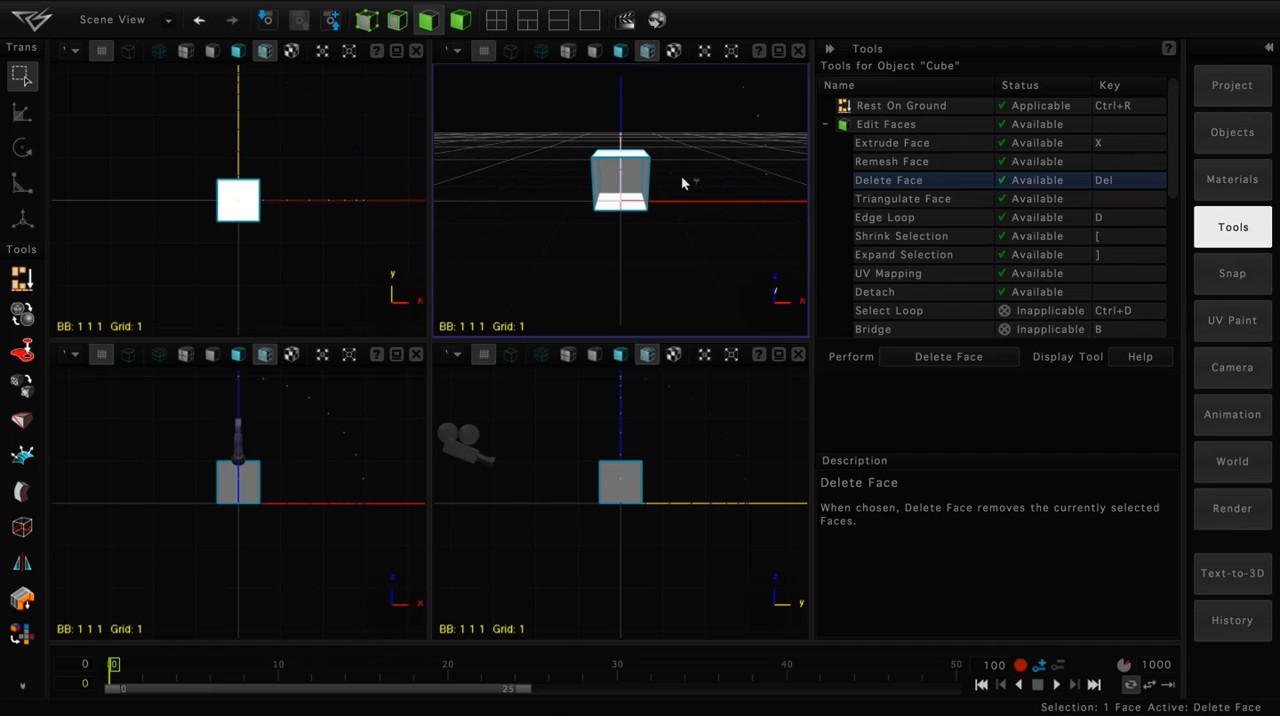 Scene View
Trans
Tools
BB: 1 1 1 Grid: 1
y
x
BB: 1 1 1 Grid: 1
z
y
x
BB: 1 1 1 Grid: 1
z
x
BB: 1 1 1 Grid: 1
z
y
Tools
?
Tools for Object "Cube"
Name Status Key
Rest On Ground Applicable Ctrl+R
Edit Faces Available
Extrude Face Available X
Remesh Face Available
Delete Face Available Del
Triangulate Face Available
Edge Loop Available D
Shrink Selection Available [
Expand Selection Available ]
UV Mapping Available
Detach Available
Select Loop Inapplicable Ctrl+D
Bridge Inapplicable B
Perform Delete Face Display Tool Help
Description
Delete Face
When chosen, Delete Face removes the currently selected
Faces.
Project
Objects
Materials
Tools
Snap
UV Paint
Camera
Animation
World
Render
Text-to-3D
History
0 0 10 20 30 40 50 100 1000
0 0 25
Selection: 1 Face Active: Delete Face